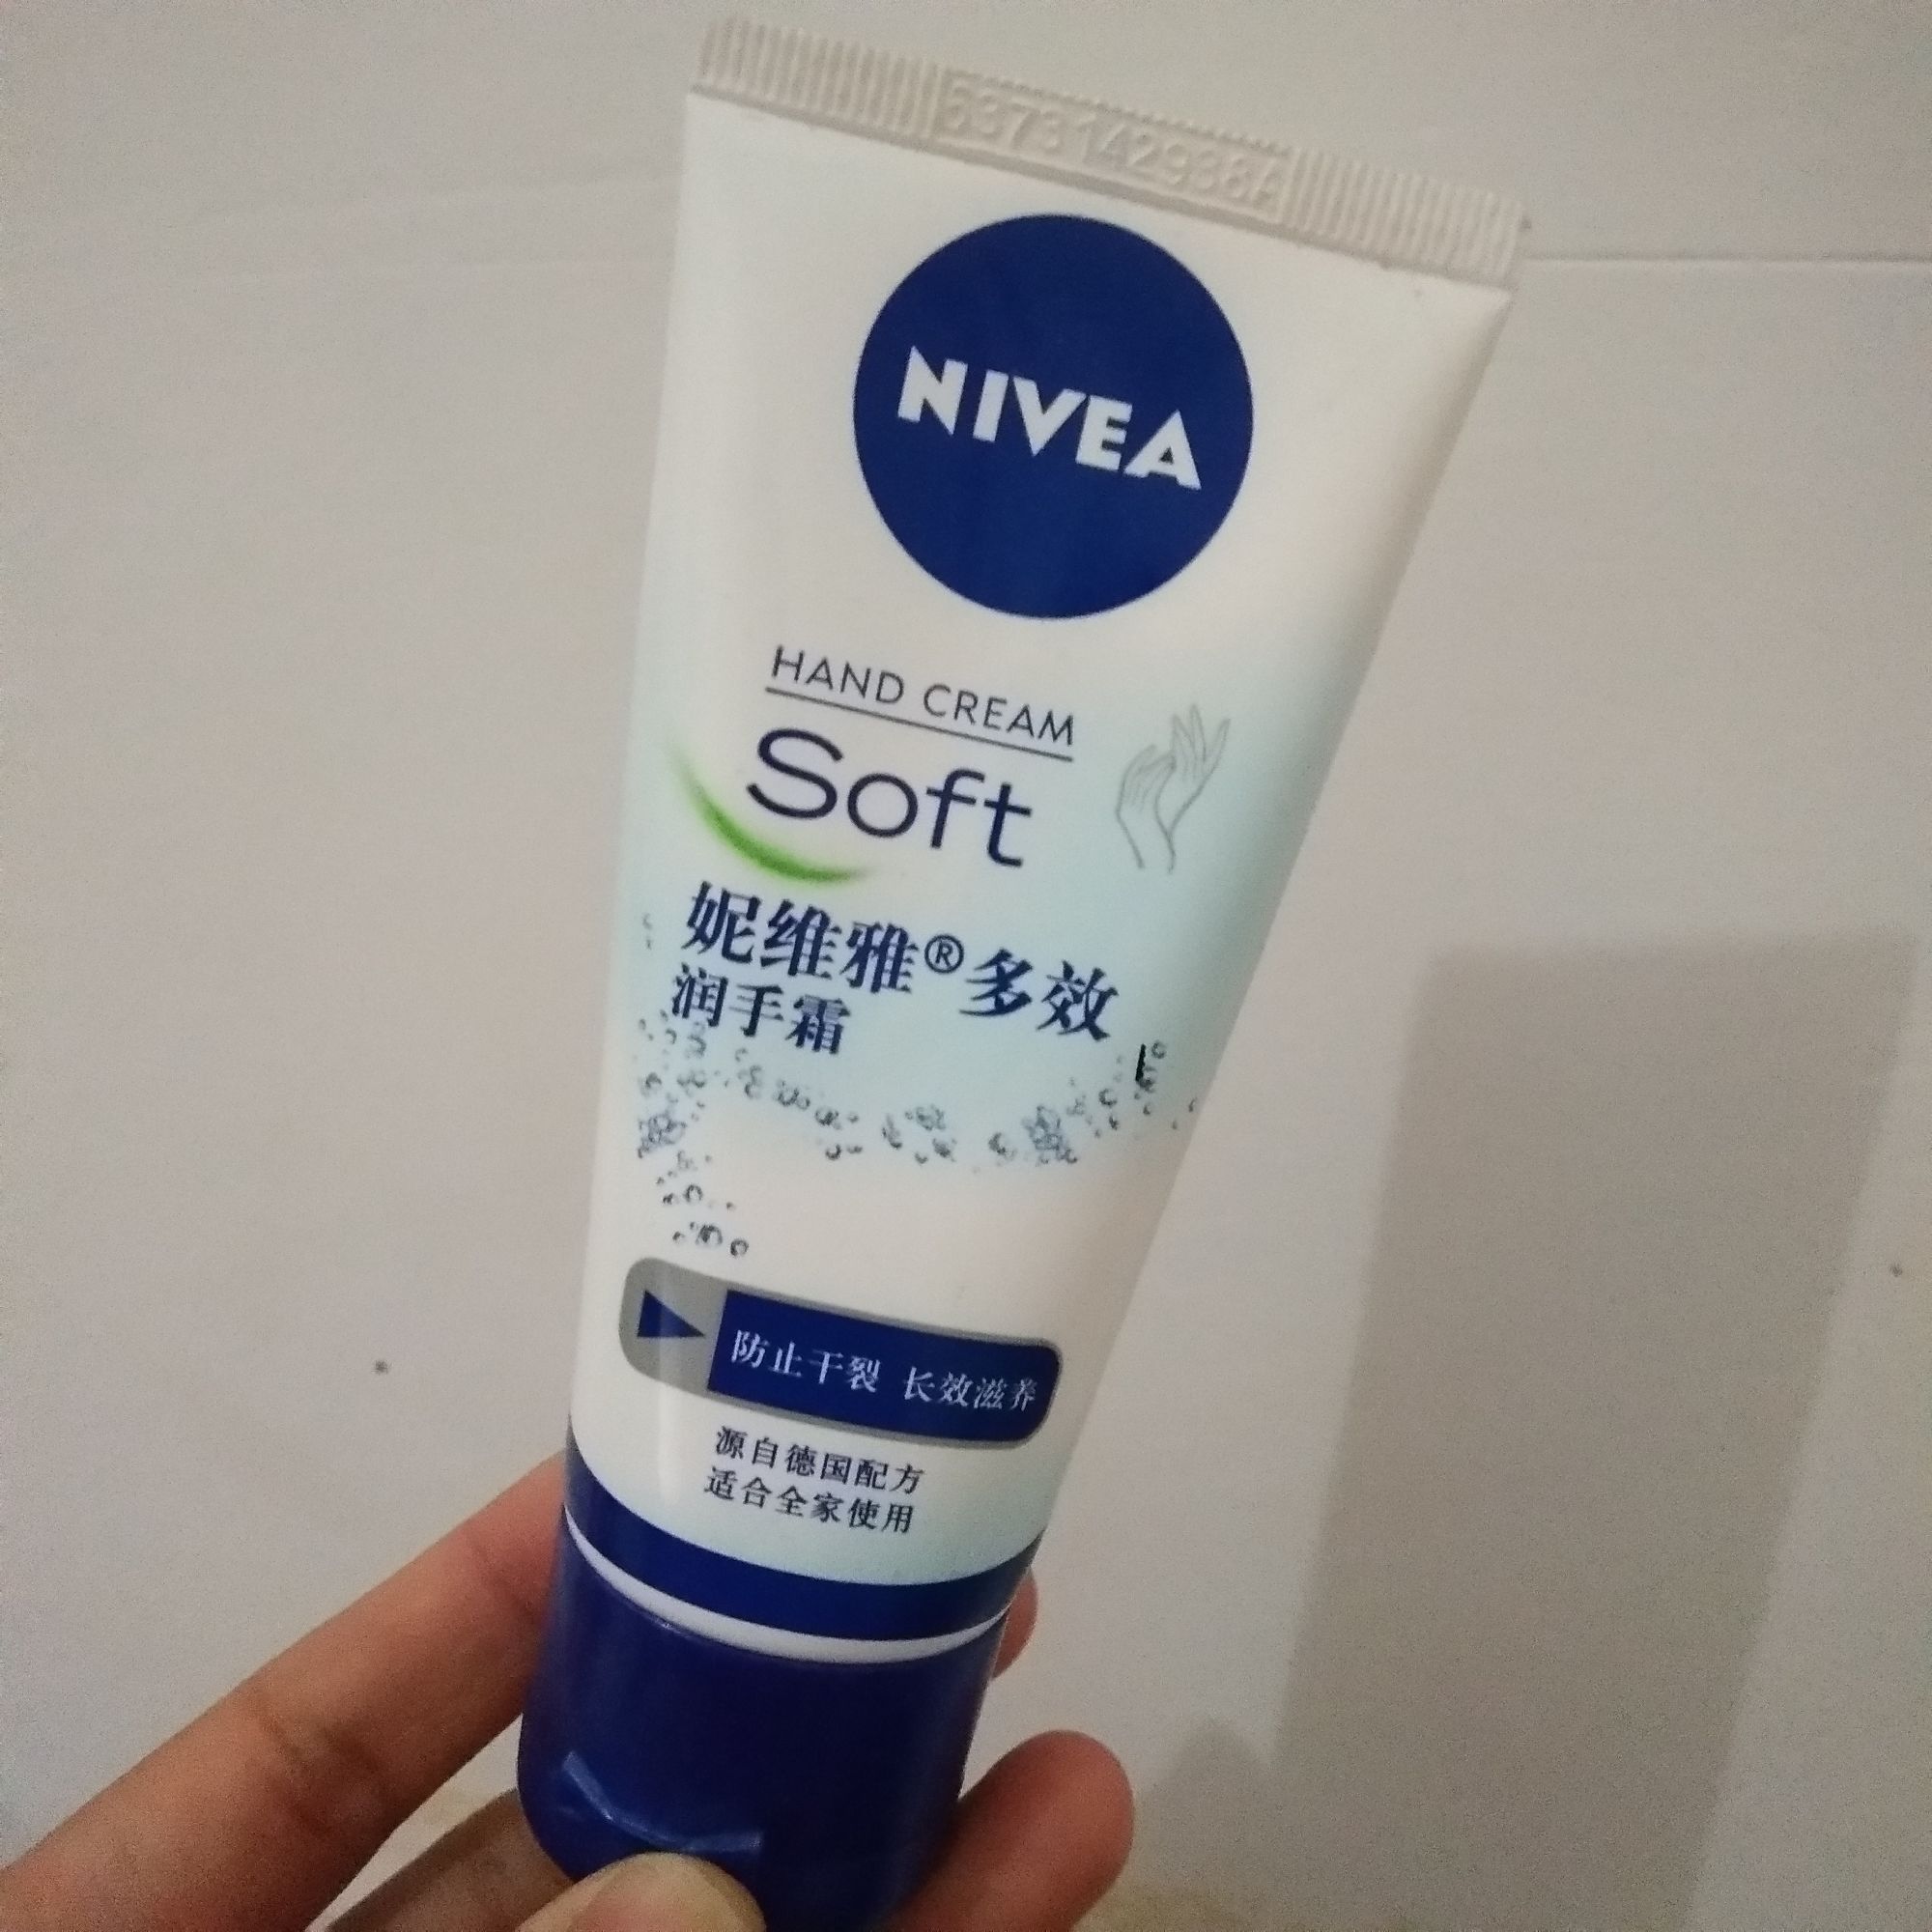 53731429
NIVEA
HAND CREAM
Soft
妮维雅®多效
润手霜
防止干裂 长效滋养
源自德国配方
适合全家使用